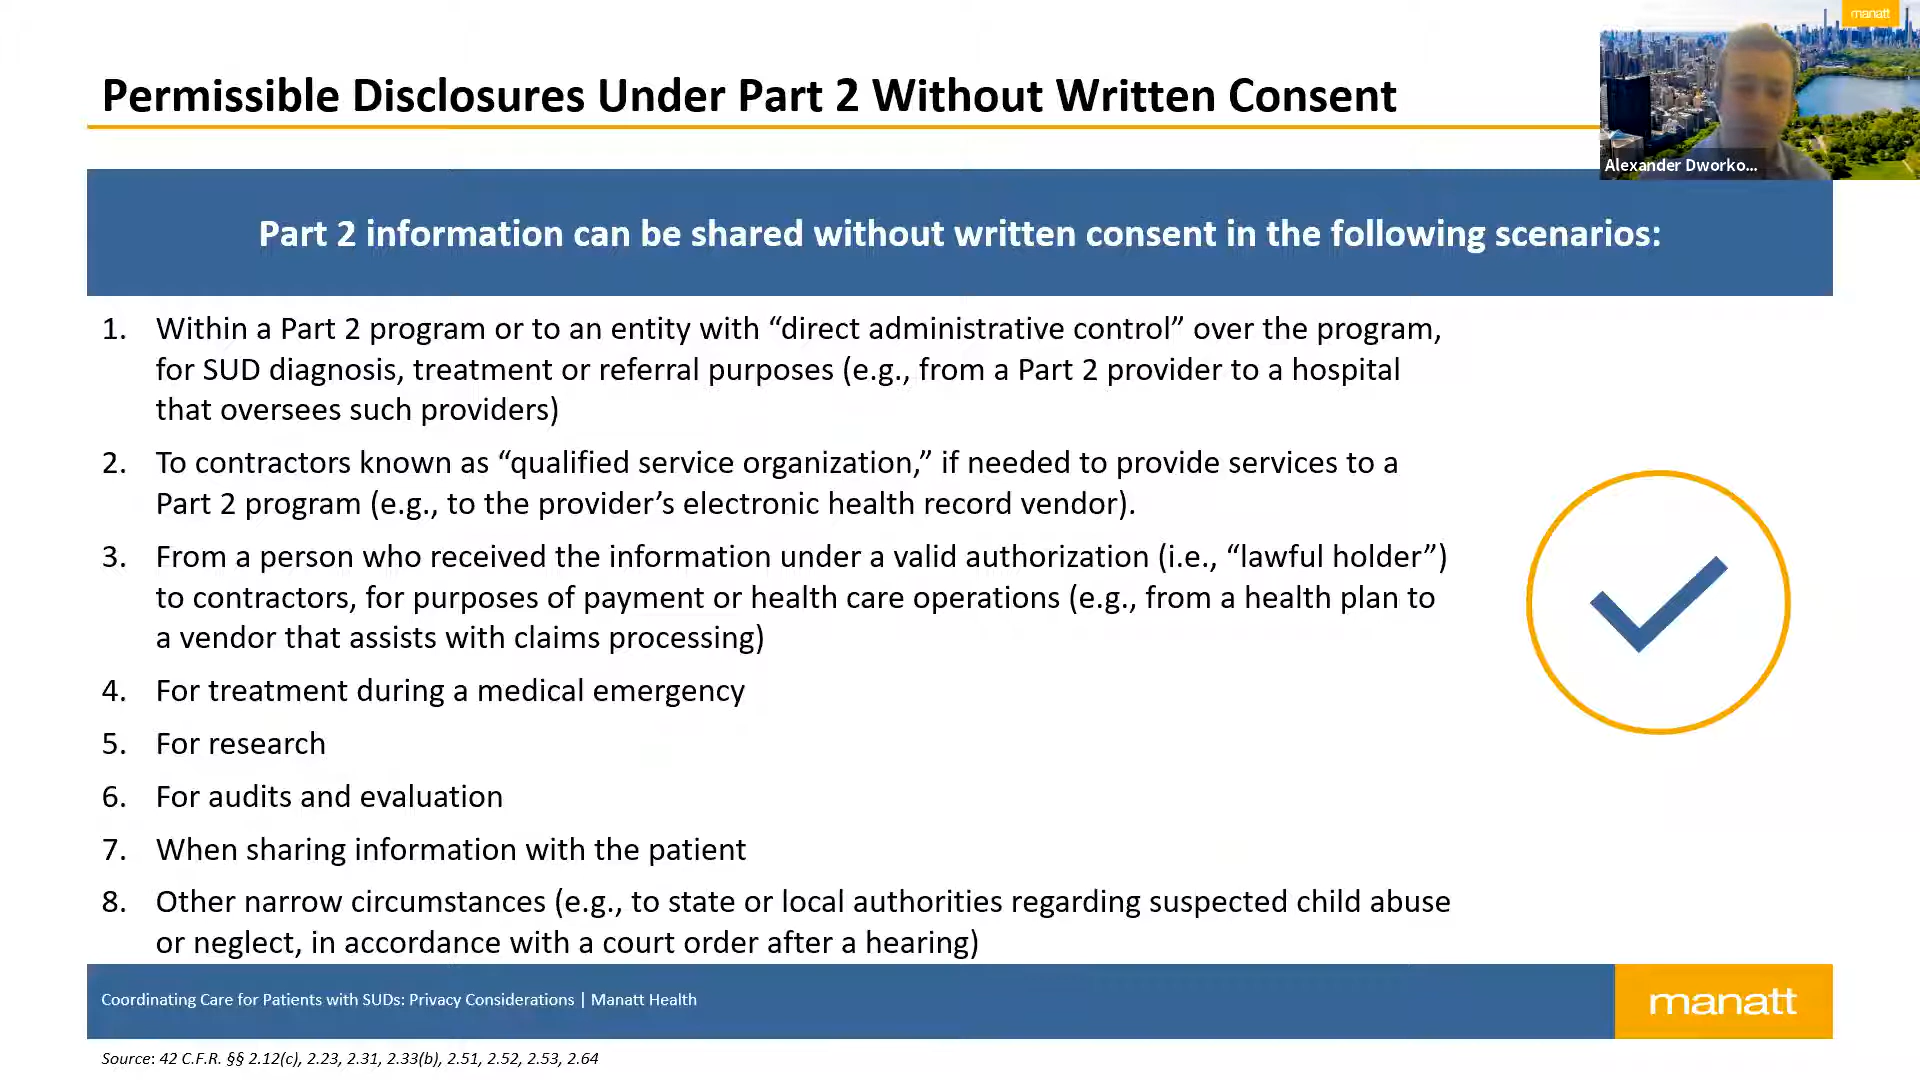 manatt
Permissible Disclosures Under Part 2 Without Written Consent
Alexander Dworko...
Part 2 information can be shared without written consent in the following scenarios:
1. Within a Part 2 program or to an entity with “direct administrative control” over the program,
for SUD diagnosis, treatment or referral purposes (e.g., from a Part 2 provider to a hospital
that oversees such providers)
2. To contractors known as “qualified service organization,” if needed to provide services to a
Part 2 program (e.g., to the provider’s electronic health record vendor).
3. From a person who received the information under a valid authorization (i.e., “lawful holder”)
to contractors, for purposes of payment or health care operations (e.g., from a health plan to
a vendor that assists with claims processing)
4. For treatment during a medical emergency
5. For research
6. For audits and evaluation
7. When sharing information with the patient
8. Other narrow circumstances (e.g., to state or local authorities regarding suspected child abuse
or neglect, in accordance with a court order after a hearing)
Coordinating Care for Patients with SUDs: Privacy Considerations | Manatt Health
manatt
Source: 42 C.F.R. §§ 2.12(c), 2.23, 2.31, 2.33(b), 2.51, 2.52, 2.53, 2.64